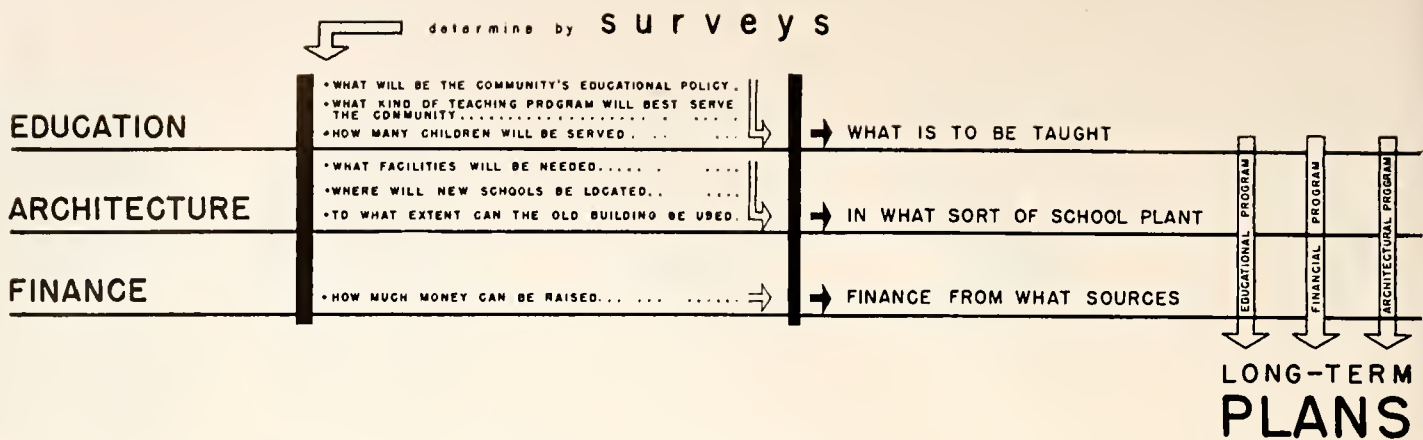 determine by surveys
EDUCATION
•WHAT WILL BE THE COMMUNITY'S EDUCATIONAL POLICY.
•WHAT KIND OF TEACHING PROGRAM WILL BEST SERVE
THE COMMUNITY.................. . .. ..
•HOW MANY CHILDREN WILL BE SERVED . .. ...
WHAT IS TO BE TAUGHT
ARCHITECTURE
•WHAT FACILITIES WILL BE NEEDED..... .. ....
•WHERE WILL NEW SCHOOLS BE LOCATED.. ....
•TO WHAT EXTENT CAN THE OLD BUILDING BE USED.
IN WHAT SORT OF SCHOOL PLANT
FINANCE
•HOW MUCH MONEY CAN BE RAISED... ... ......
FINANCE FROM WHAT SOURCES
EDUCATIONAL PROGRAM
FINANCIAL PROGRAM
ARCHITECTURAL PROGRAM
LONG-TERM
PLANS